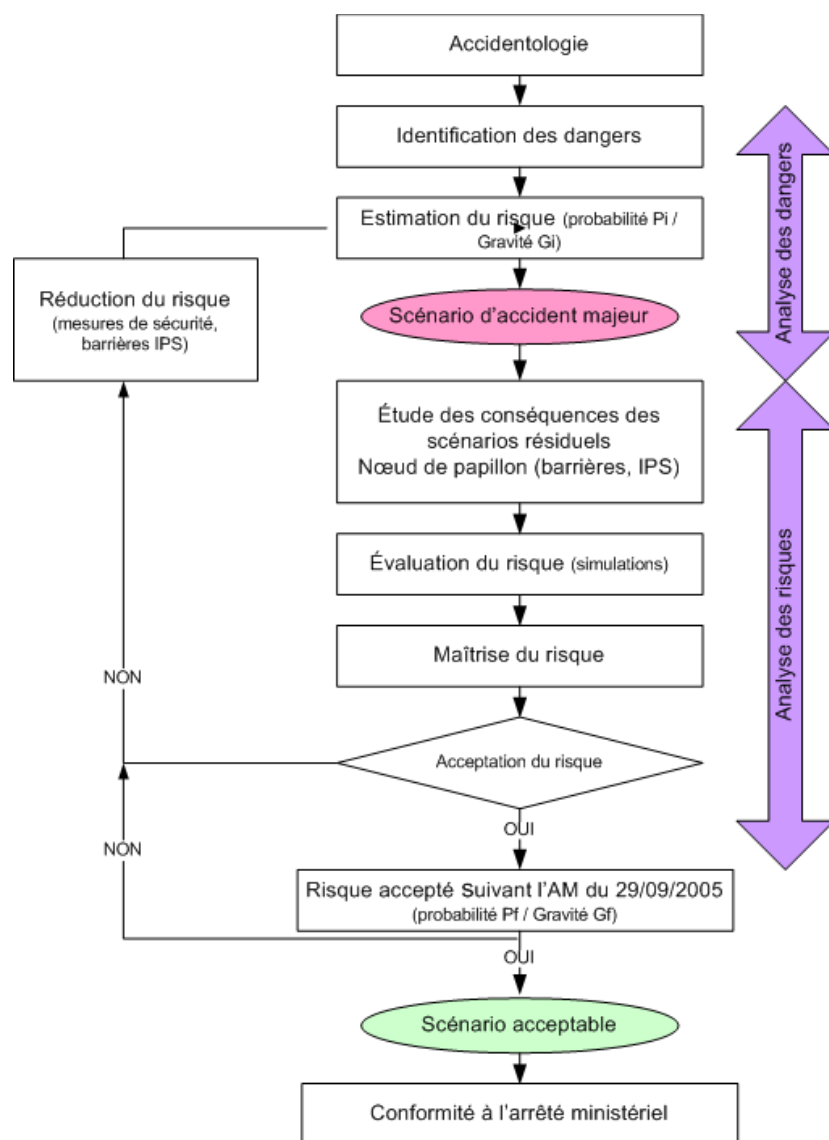 Accidentologie
Identification des dangers
Estimation du risque (probabilité Pi /
Gravité Gi)
Réduction du risque
(mesures de sécurité,
barrières IPS)
Scénario d'accident majeur
Analyse des dangers
Étude des conséquences des
scénarios résiduels
Nœud de papillon (barrières, IPS)
Évaluation du risque (simulations)
Maîtrise du risque
Analyse des risques
NON
Acceptation du risque
OUI
NON
Risque accepté suivant l'AM du 29/09/2005
(probabilité Pf / Gravité Gf)
OUI
Scénario acceptable
Conformité à l'arrêté ministériel